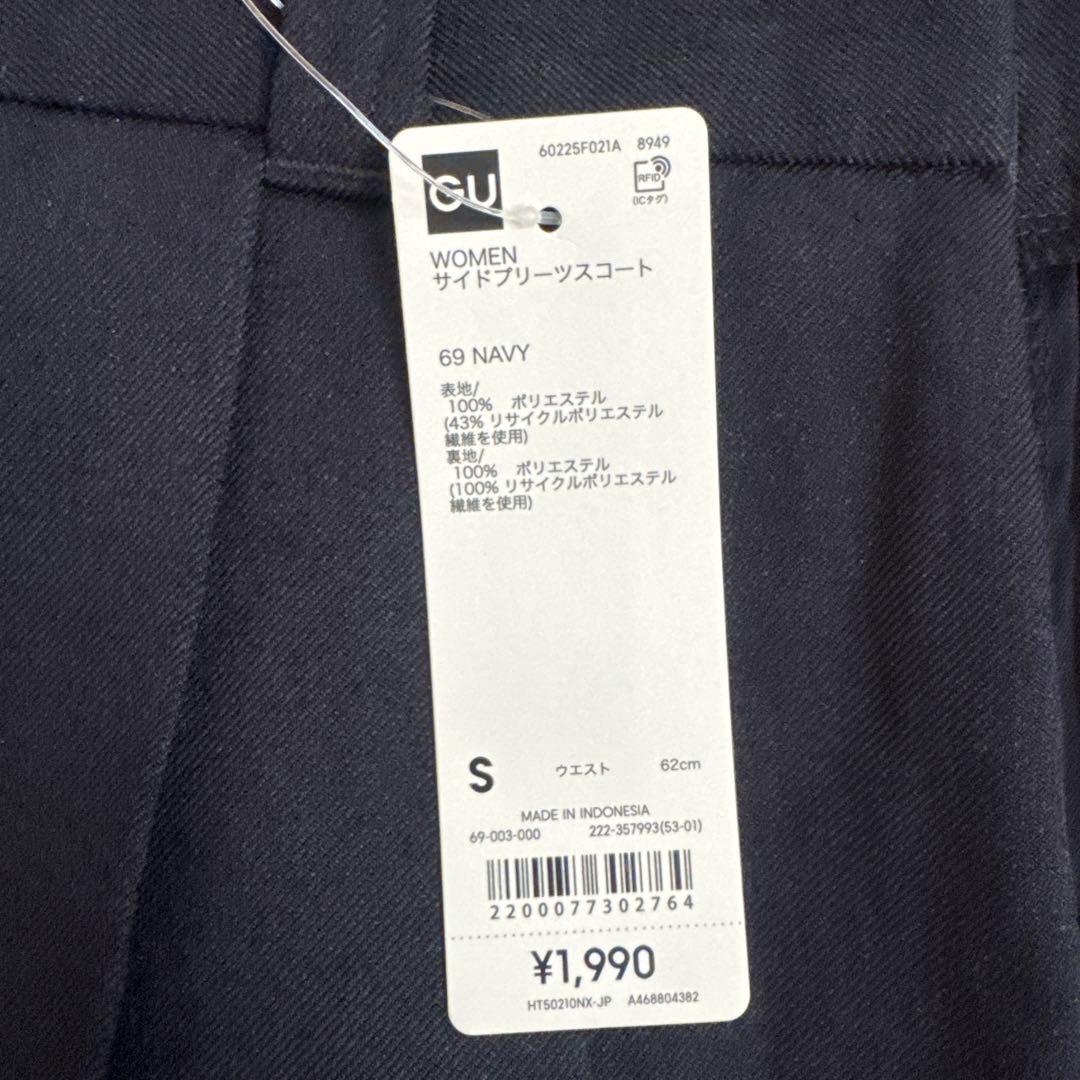 60225F021A 8949
GU
RFID
(ICタグ)
WOMEN
サイドプリーツスコート
69 NAVY
表地/
100% ポリエステル
(43% リサイクルポリエステル
繊維を使用)
裏地/
100% ポリエステル
(100% リサイクルポリエステル
繊維を使用)
S ウエスト 62cm
MADE IN INDONESIA
69-003-000 222-357993(53-01)
2200077302764
¥1,990
HT50210NX-JP A468804382